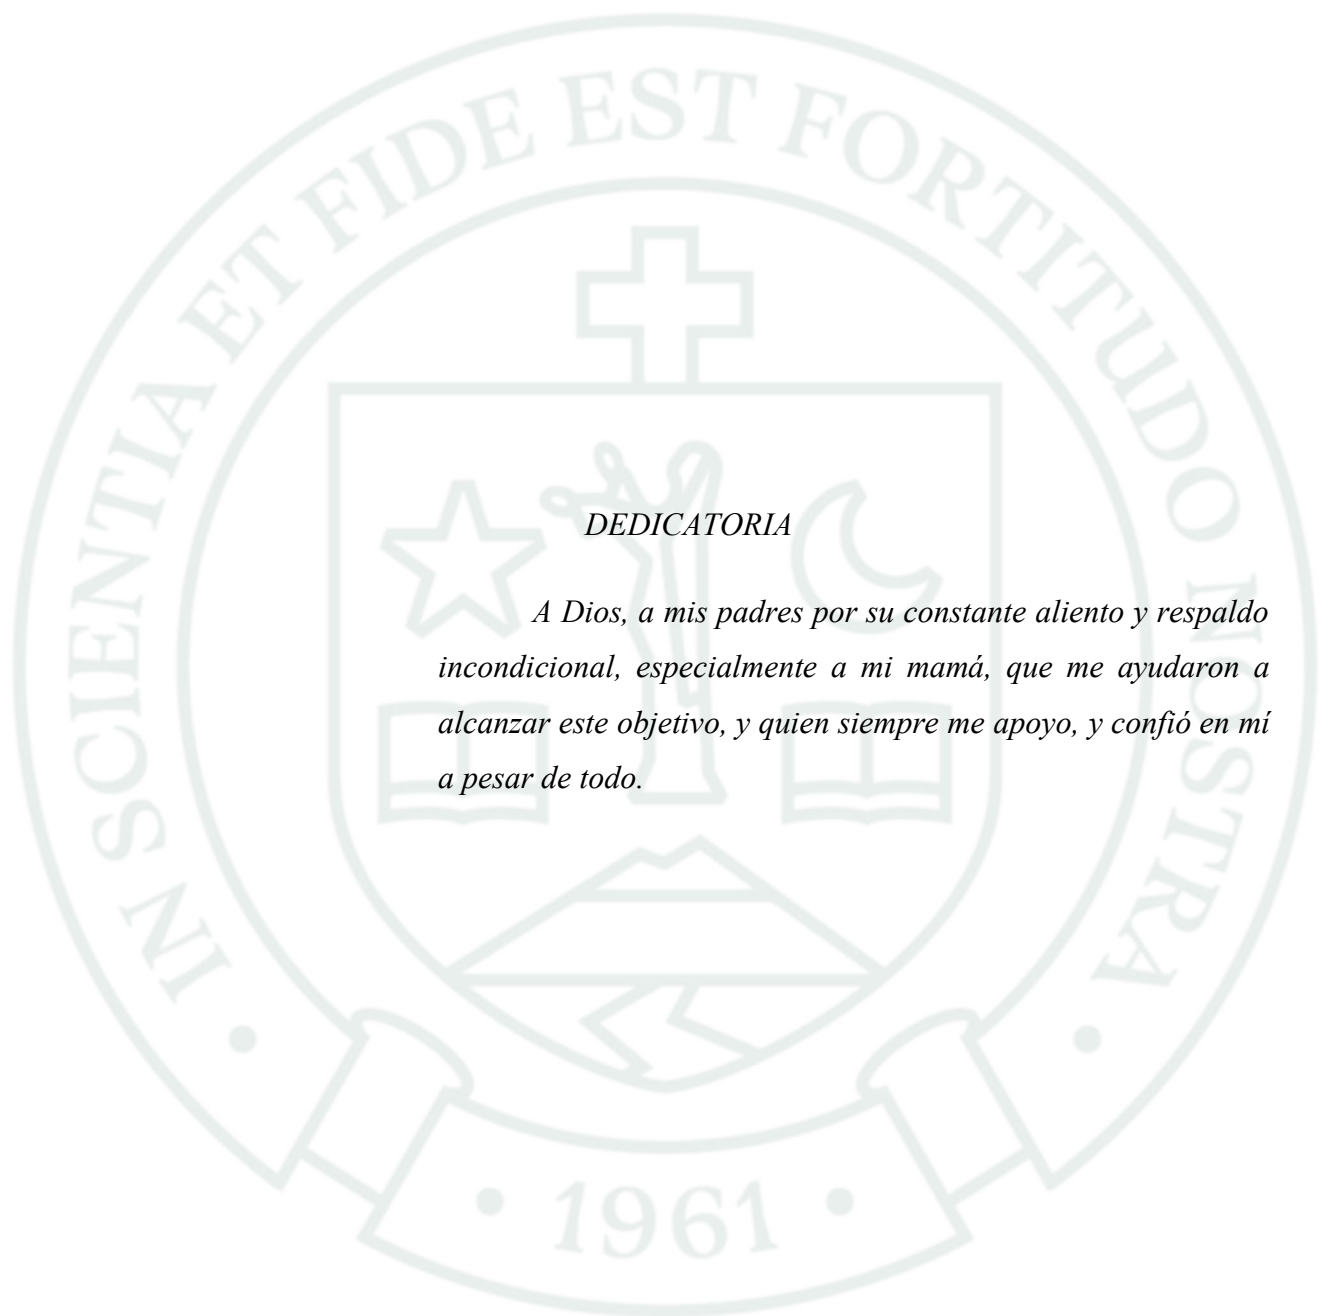 IN SCIENTIA ET FIDE EST FORTITUDO NOSTRA
DEDICATORIA
A Dios, a mis padres por su constante aliento y respaldo
incondicional, especialmente a mi mamá, que me ayudaron a
alcanzar este objetivo, y quien siempre me apoyo, y confió en mí
a pesar de todo.
• 1961 •